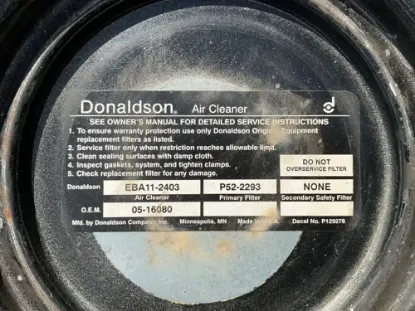 Donaldson. Air Cleaner
SEE OWNER'S MANUAL FOR DETAILED SERVICE INSTRUCTIONS
1. To ensure warranty protection use only Donaldson Original Equipment
replacement filters as listed.
2. Service filter only when restriction reaches allowable limit.
3. Clean sealing surfaces with damp cloth.
4. Inspect gaskets, system, and tighten clamps.
5. Check replacement filter for any damage.
DO NOT
OVERSERVICE FILTER
Donaldson EBA11-2403 P52-2293 NONE
Air Cleaner Primary Filter Secondary Safety Filter
O.E.M. 05-16080
Mfd. by Donaldson Company, Inc. Minneapolis, MN Made in Decal No. P129278